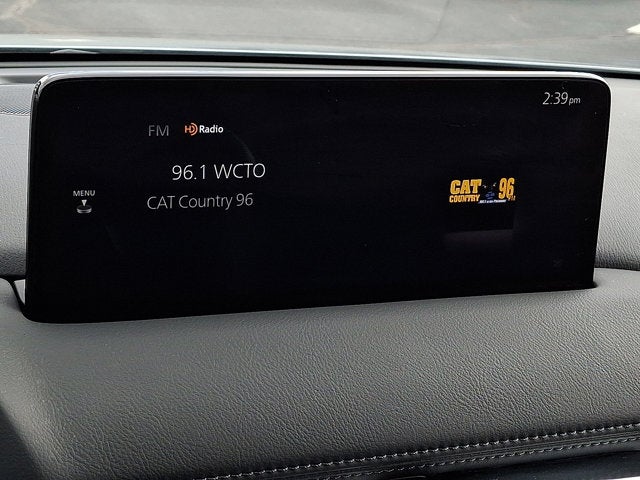 2:39pm
FM HD Radio
96.1 WCTO
MENU
CAT Country 96
CAT 96
COUNTRY